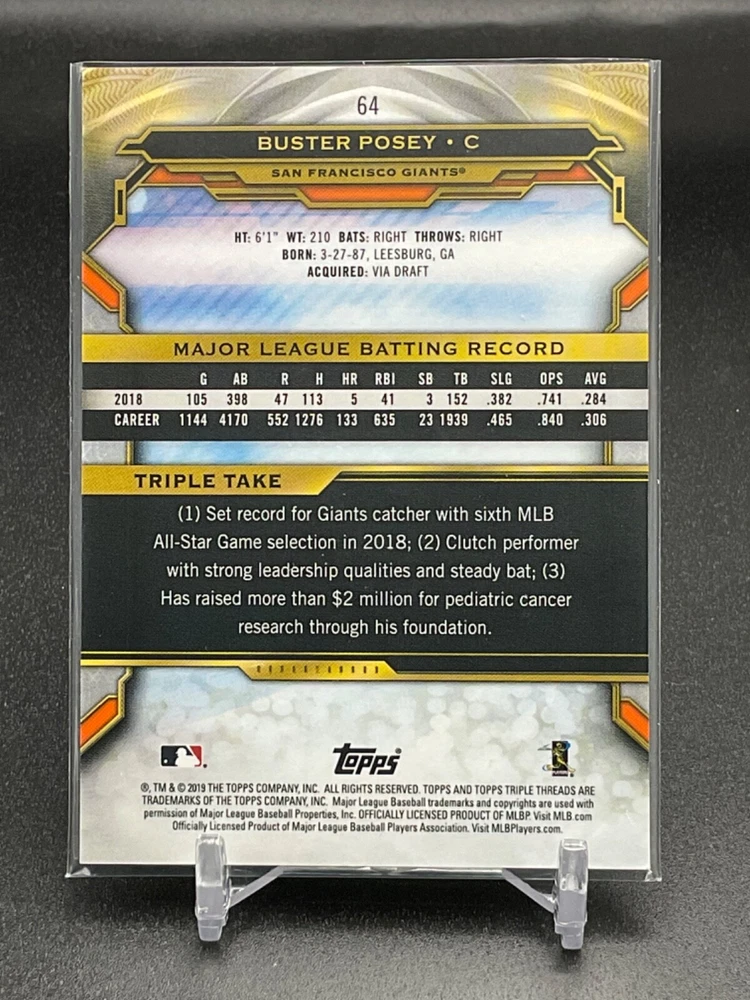 64
BUSTER POSEY • C
SAN FRANCISCO GIANTS®
HT: 6'1" WT: 210 BATS: RIGHT THROWS: RIGHT
BORN: 3-27-87, LEESBURG, GA
ACQUIRED: VIA DRAFT
MAJOR LEAGUE BATTING RECORD
G AB R H HR RBI SB TB SLG OPS AVG
2018 105 398 47 113 5 41 3 152 .382 .741 .284
CAREER 1144 4170 552 1276 133 635 23 1939 .465 .840 .306
TRIPLE TAKE
(1) Set record for Giants catcher with sixth MLB
All-Star Game selection in 2018; (2) Clutch performer
with strong leadership qualities and steady bat; (3)
Has raised more than $2 million for pediatric cancer
research through his foundation.
Topps®
®, TM & © 2019 THE TOPPS COMPANY, INC. ALL RIGHTS RESERVED. TOPPS AND TOPPS TRIPLE THREADS ARE
TRADEMARKS OF THE TOPPS COMPANY, INC. Major League Baseball trademarks and copyrights are used with
permission of Major League Baseball Properties, Inc. OFFICIALLY LICENSED PRODUCT OF MLBP. Visit MLB.com
Officially Licensed Product of Major League Baseball Players Association. Visit MLBPlayers.com.